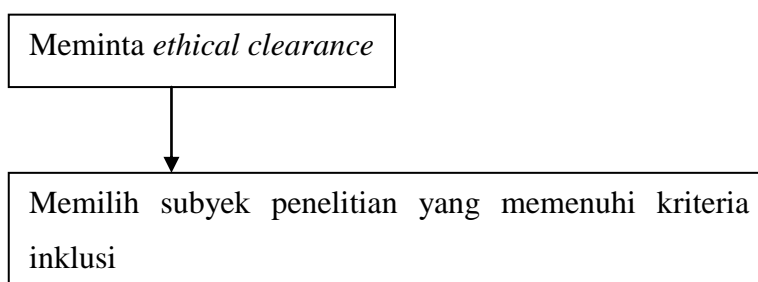 Meminta ethical clearance
Memilih subyek penelitian yang memenuhi kriteria
inklusi